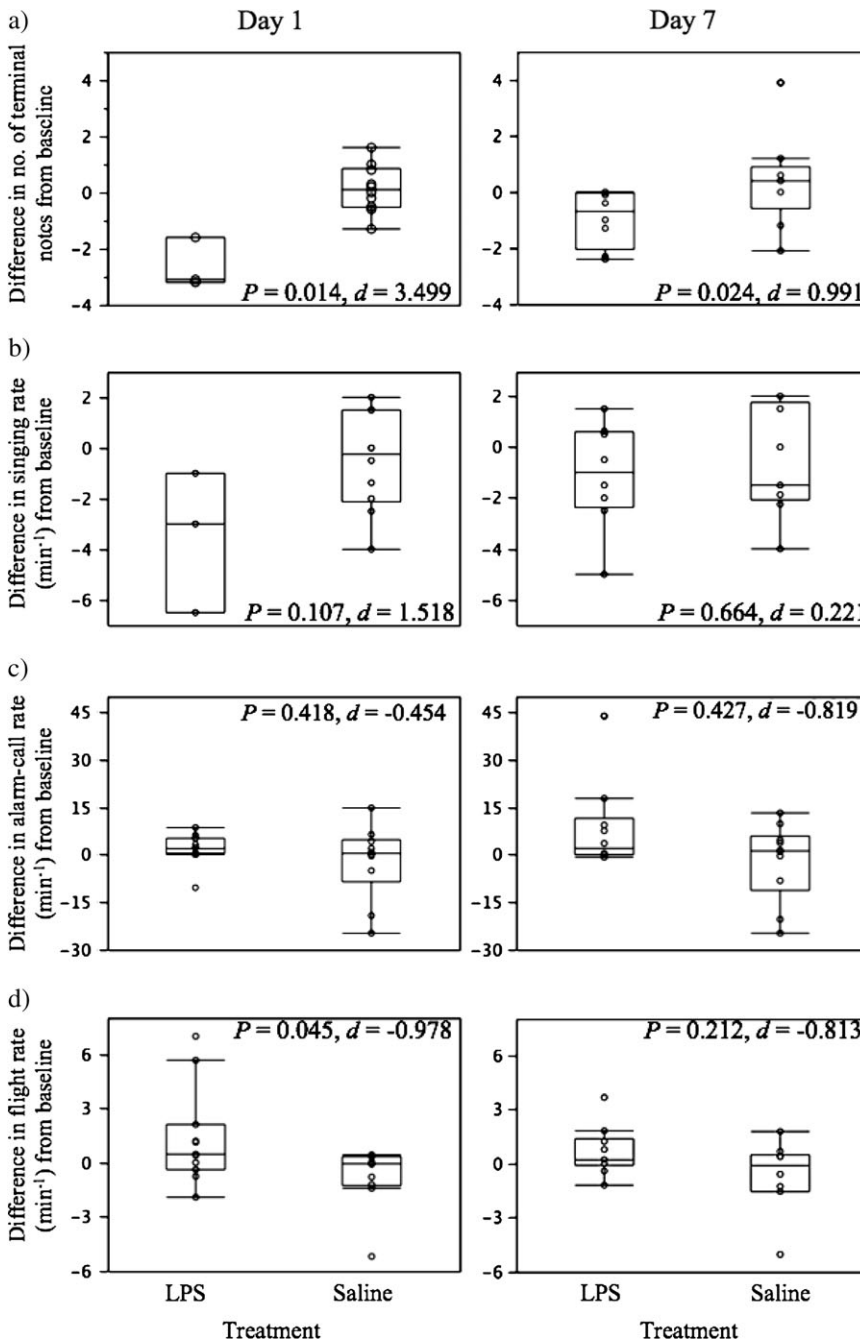 a)
Day 1
Day 7
Difference in no. of terminal
notes from baseline
4
2
0
-2
-4
P = 0.014, d = 3.499
4
2
0
-2
-4
P = 0.024, d = 0.991
b)
Difference in singing rate
(min-1) from baseline
2
0
-2
-4
-6
P = 0.107, d = 1.518
2
0
-2
-4
-6
P = 0.664, d = 0.221
c)
Difference in alarm-call rate
(min-1) from baseline
45
30
15
0
-15
-30
P = 0.418, d = -0.454
45
30
15
0
-15
-30
P = 0.427, d = -0.819
d)
Difference in flight rate
(min-1) from baseline
6
3
0
-3
-6
P = 0.045, d = -0.978
6
3
0
-3
-6
P = 0.212, d = -0.813
LPS
Saline
LPS
Saline
Treatment
Treatment